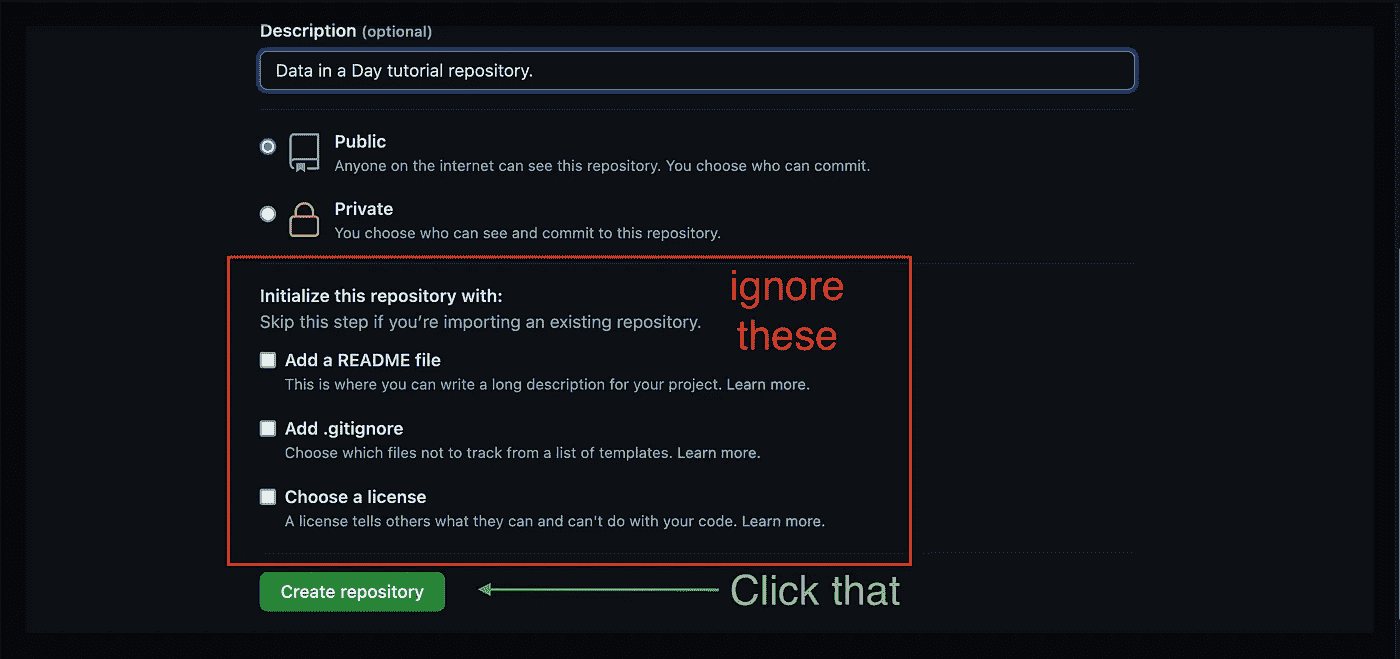 Description (optional)
Data in a Day tutorial repository.
Public
Anyone on the internet can see this repository. You choose who can commit.
Private
You choose who can see and commit to this repository.
Initialize this repository with:
Skip this step if you’re importing an existing repository.
ignore
these
Add a README file
This is where you can write a long description for your project. Learn more.
Add .gitignore
Choose which files not to track from a list of templates. Learn more.
Choose a license
A license tells others what they can and can't do with your code. Learn more.
Create repository
Click that